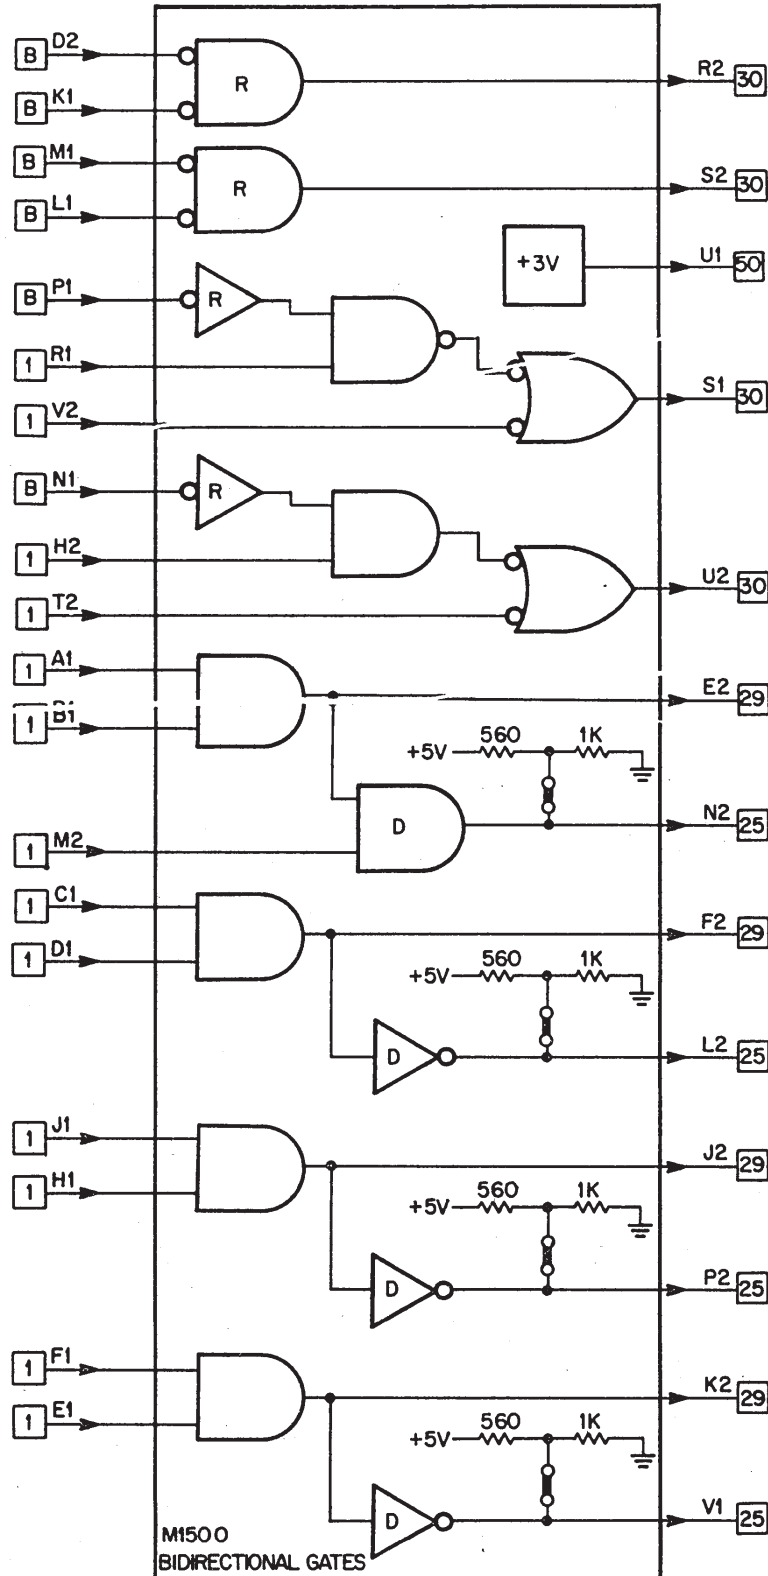 B D2
R
R2 30
B K1
B M1
R
S2 30
B L1
+3V
U1 50
B P1
R
1 R1
S1 30
1 V2
B N1
R
1 H2
U2 30
1 T2
1 A1
E2 29
1 B1
+5V 560 1K
D
N2 25
1 M2
1 C1
F2 29
1 D1
+5V 560 1K
D
L2 25
1 J1
J2 29
1 H1
+5V 560 1K
D
P2 25
1 F1
K2 29
1 E1
+5V 560 1K
D
V1 25
M1500
BIDIRECTIONAL GATES